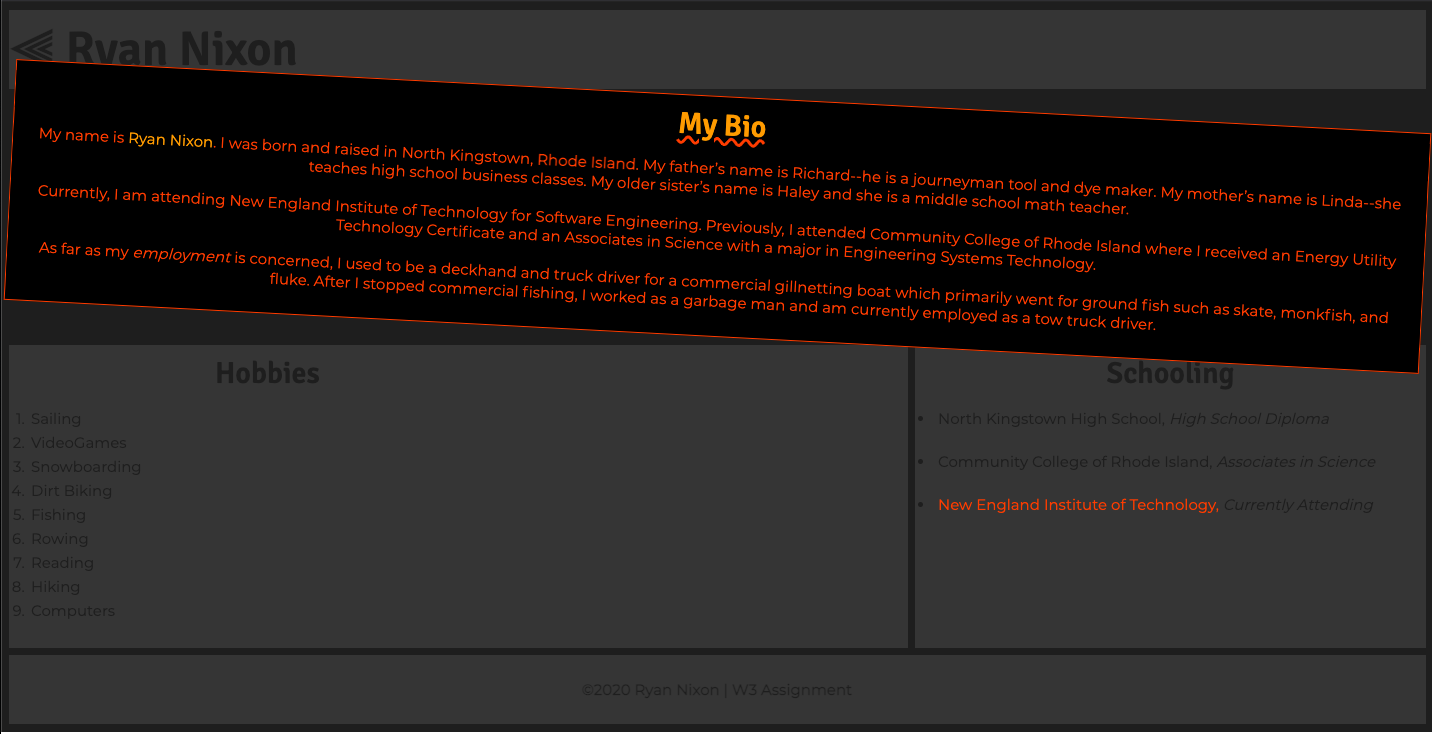 Ryan Nixon
My Bio
My name is Ryan Nixon. I was born and raised in North Kingstown, Rhode Island. My father's name is Richard--he is a journeyman tool and dye maker. My mother's name is Linda--she
teaches high school business classes. My older sister's name is Haley and she is a middle school math teacher.
Currently, I am attending New England Institute of Technology for Software Engineering. Previously, I attended Community College of Rhode Island where I received an Energy Utility
Technology Certificate and an Associates in Science with a major in Engineering Systems Technology.
As far as my employment is concerned, I used to be a deckhand and truck driver for a commercial gillnetting boat which primarily went for ground fish such as skate, monkfish, and
fluke. After I stopped commercial fishing, I worked as a garbage man and am currently employed as a tow truck driver.
Hobbies
1. Sailing
2. VideoGames
3. Snowboarding
4. Dirt Biking
5. Fishing
6. Rowing
7. Reading
8. Hiking
9. Computers
Schooling
• North Kingstown High School, High School Diploma
• Community College of Rhode Island, Associates in Science
• New England Institute of Technology, Currently Attending
©2020 Ryan Nixon | W3 Assignment